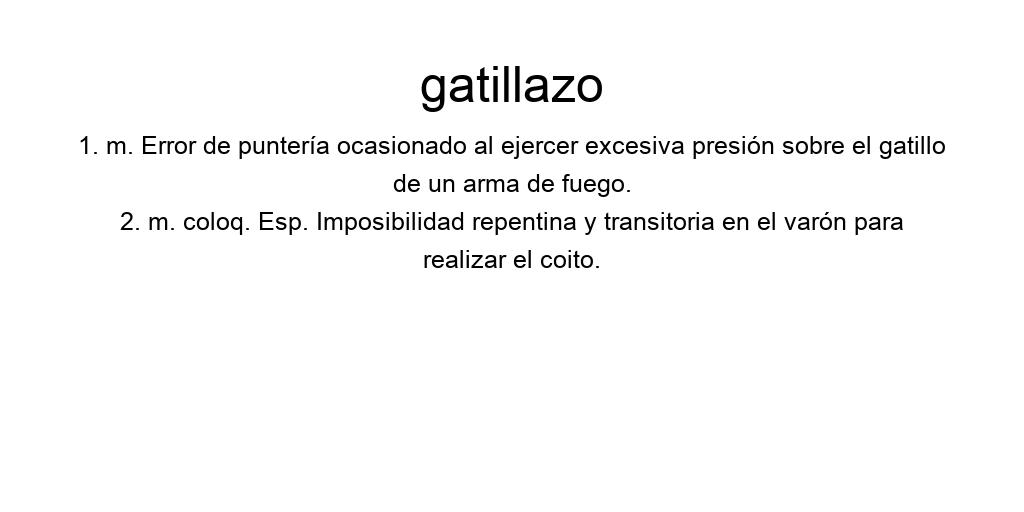 gatillazo
1. m. Error de puntería ocasionado al ejercer excesiva presión sobre el gatillo
de un arma de fuego.
2. m. coloq. Esp. Imposibilidad repentina y transitoria en el varón para
realizar el coito.